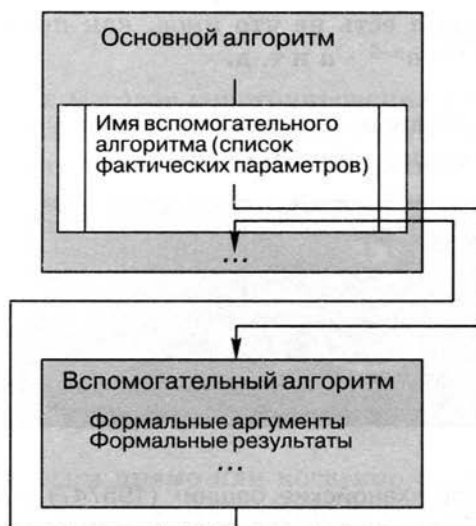 Основной алгоритм
Имя вспомогательного
алгоритма (список
фактических параметров)
...
Вспомогательный алгоритм
Формальные аргументы
Формальные результаты
...